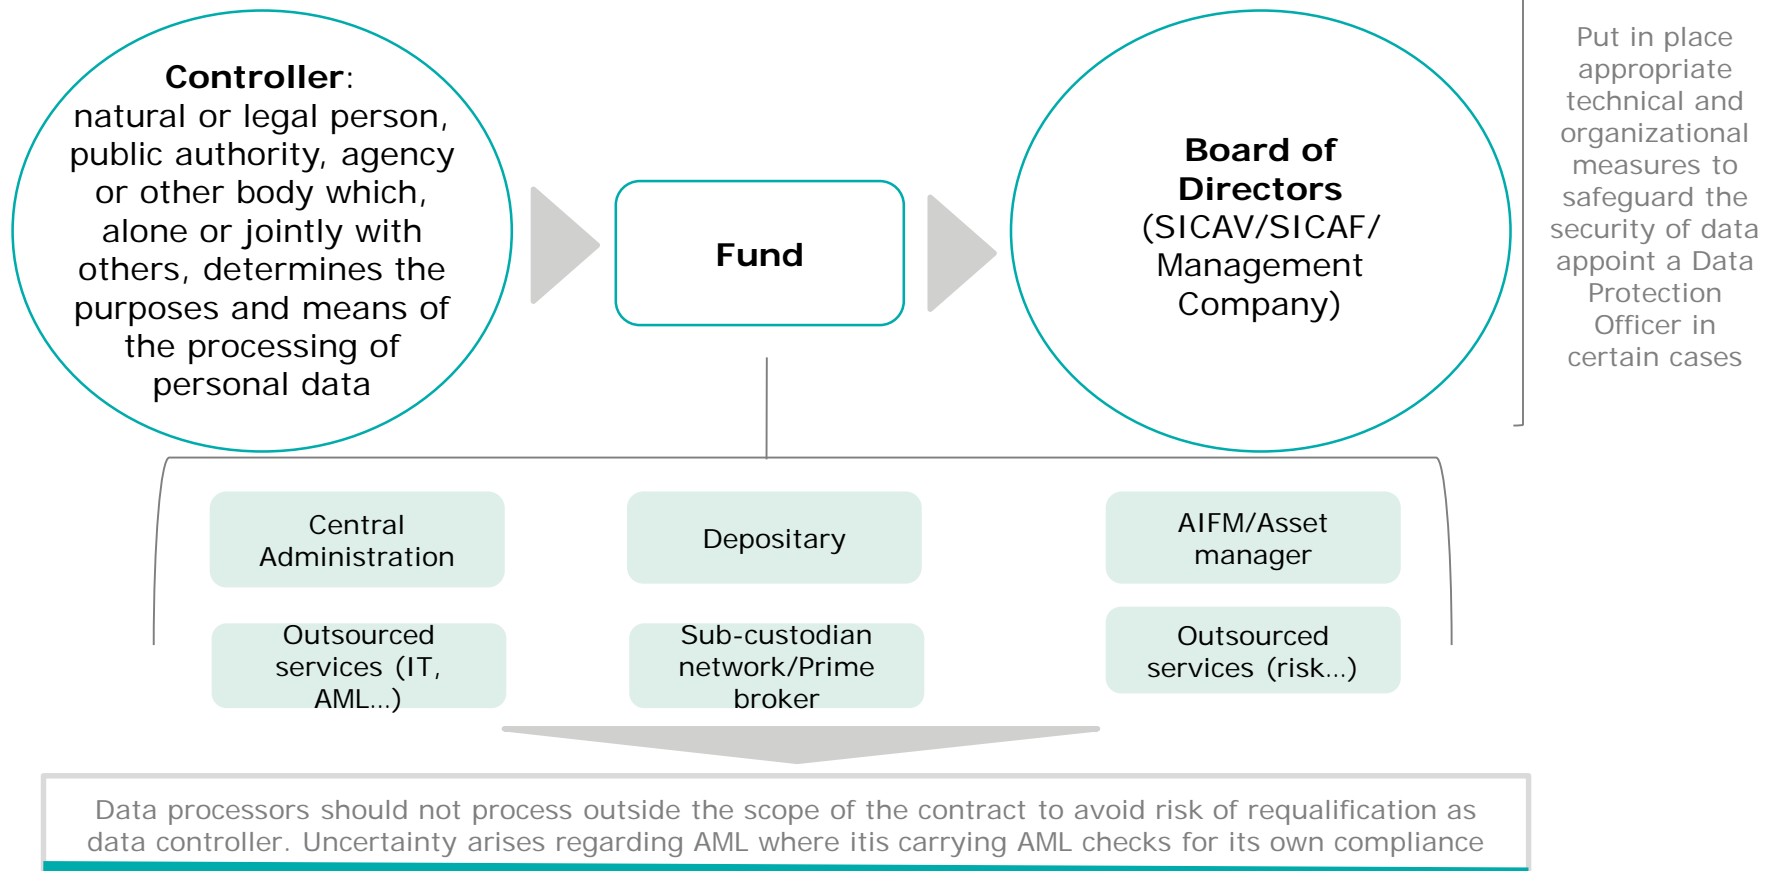 Controller:
natural or legal person,
public authority, agency
or other body which,
alone or jointly with
others, determines the
purposes and means of
the processing of
personal data
Fund
Board of
Directors
(SICAV/SICAF/
Management
Company)
Put in place
appropriate
technical and
organizational
measures to
safeguard the
security of data
appoint a Data
Protection
Officer in
certain cases
Central
Administration
Depositary
AIFM/Asset
manager
Outsourced
services (IT,
AML...)
Sub-custodian
network/Prime
broker
Outsourced
services (risk...)
Data processors should not process outside the scope of the contract to avoid risk of requalification as
data controller. Uncertainty arises regarding AML where itis carrying AML checks for its own compliance